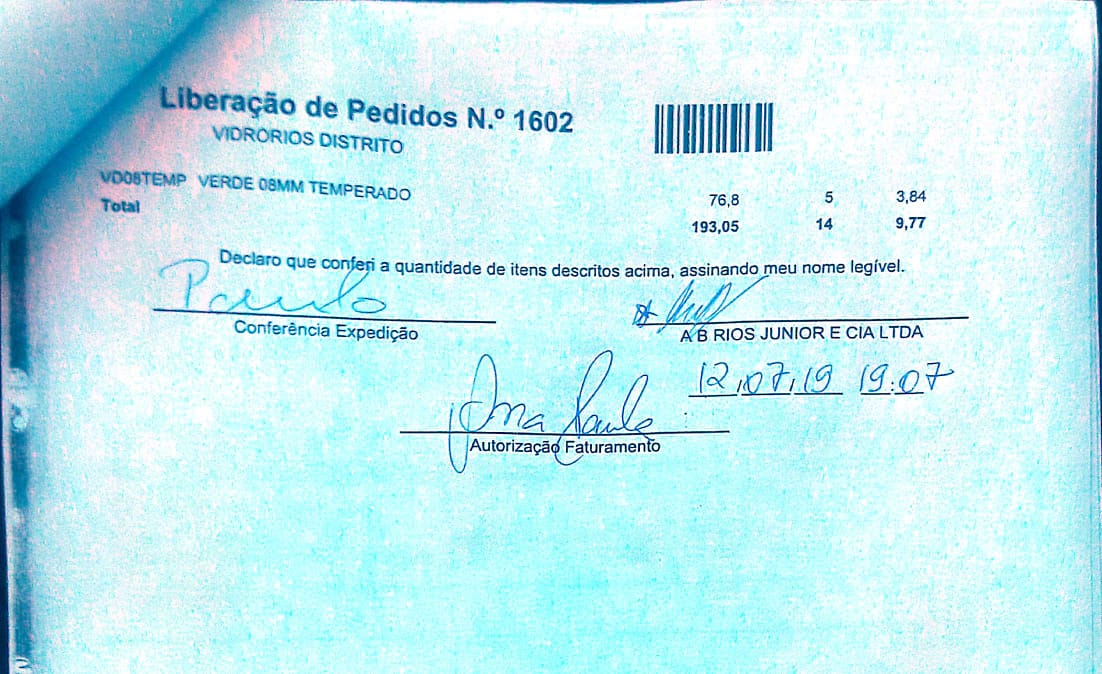 Liberação de Pedidos N.º 1602
VIDRORIOS DISTRITO
VD08TEMP VERDE 08MM TEMPERADO 76,8 5 3,84
Total 193,05 14 9,77
Declaro que conferi a quantidade de itens descritos acima, assinando meu nome legível.
Paulo
Conferência Expedição
A B RIOS JUNIOR E CIA LTDA
12,07,19 19:07
Ana Paula
Autorização Faturamento